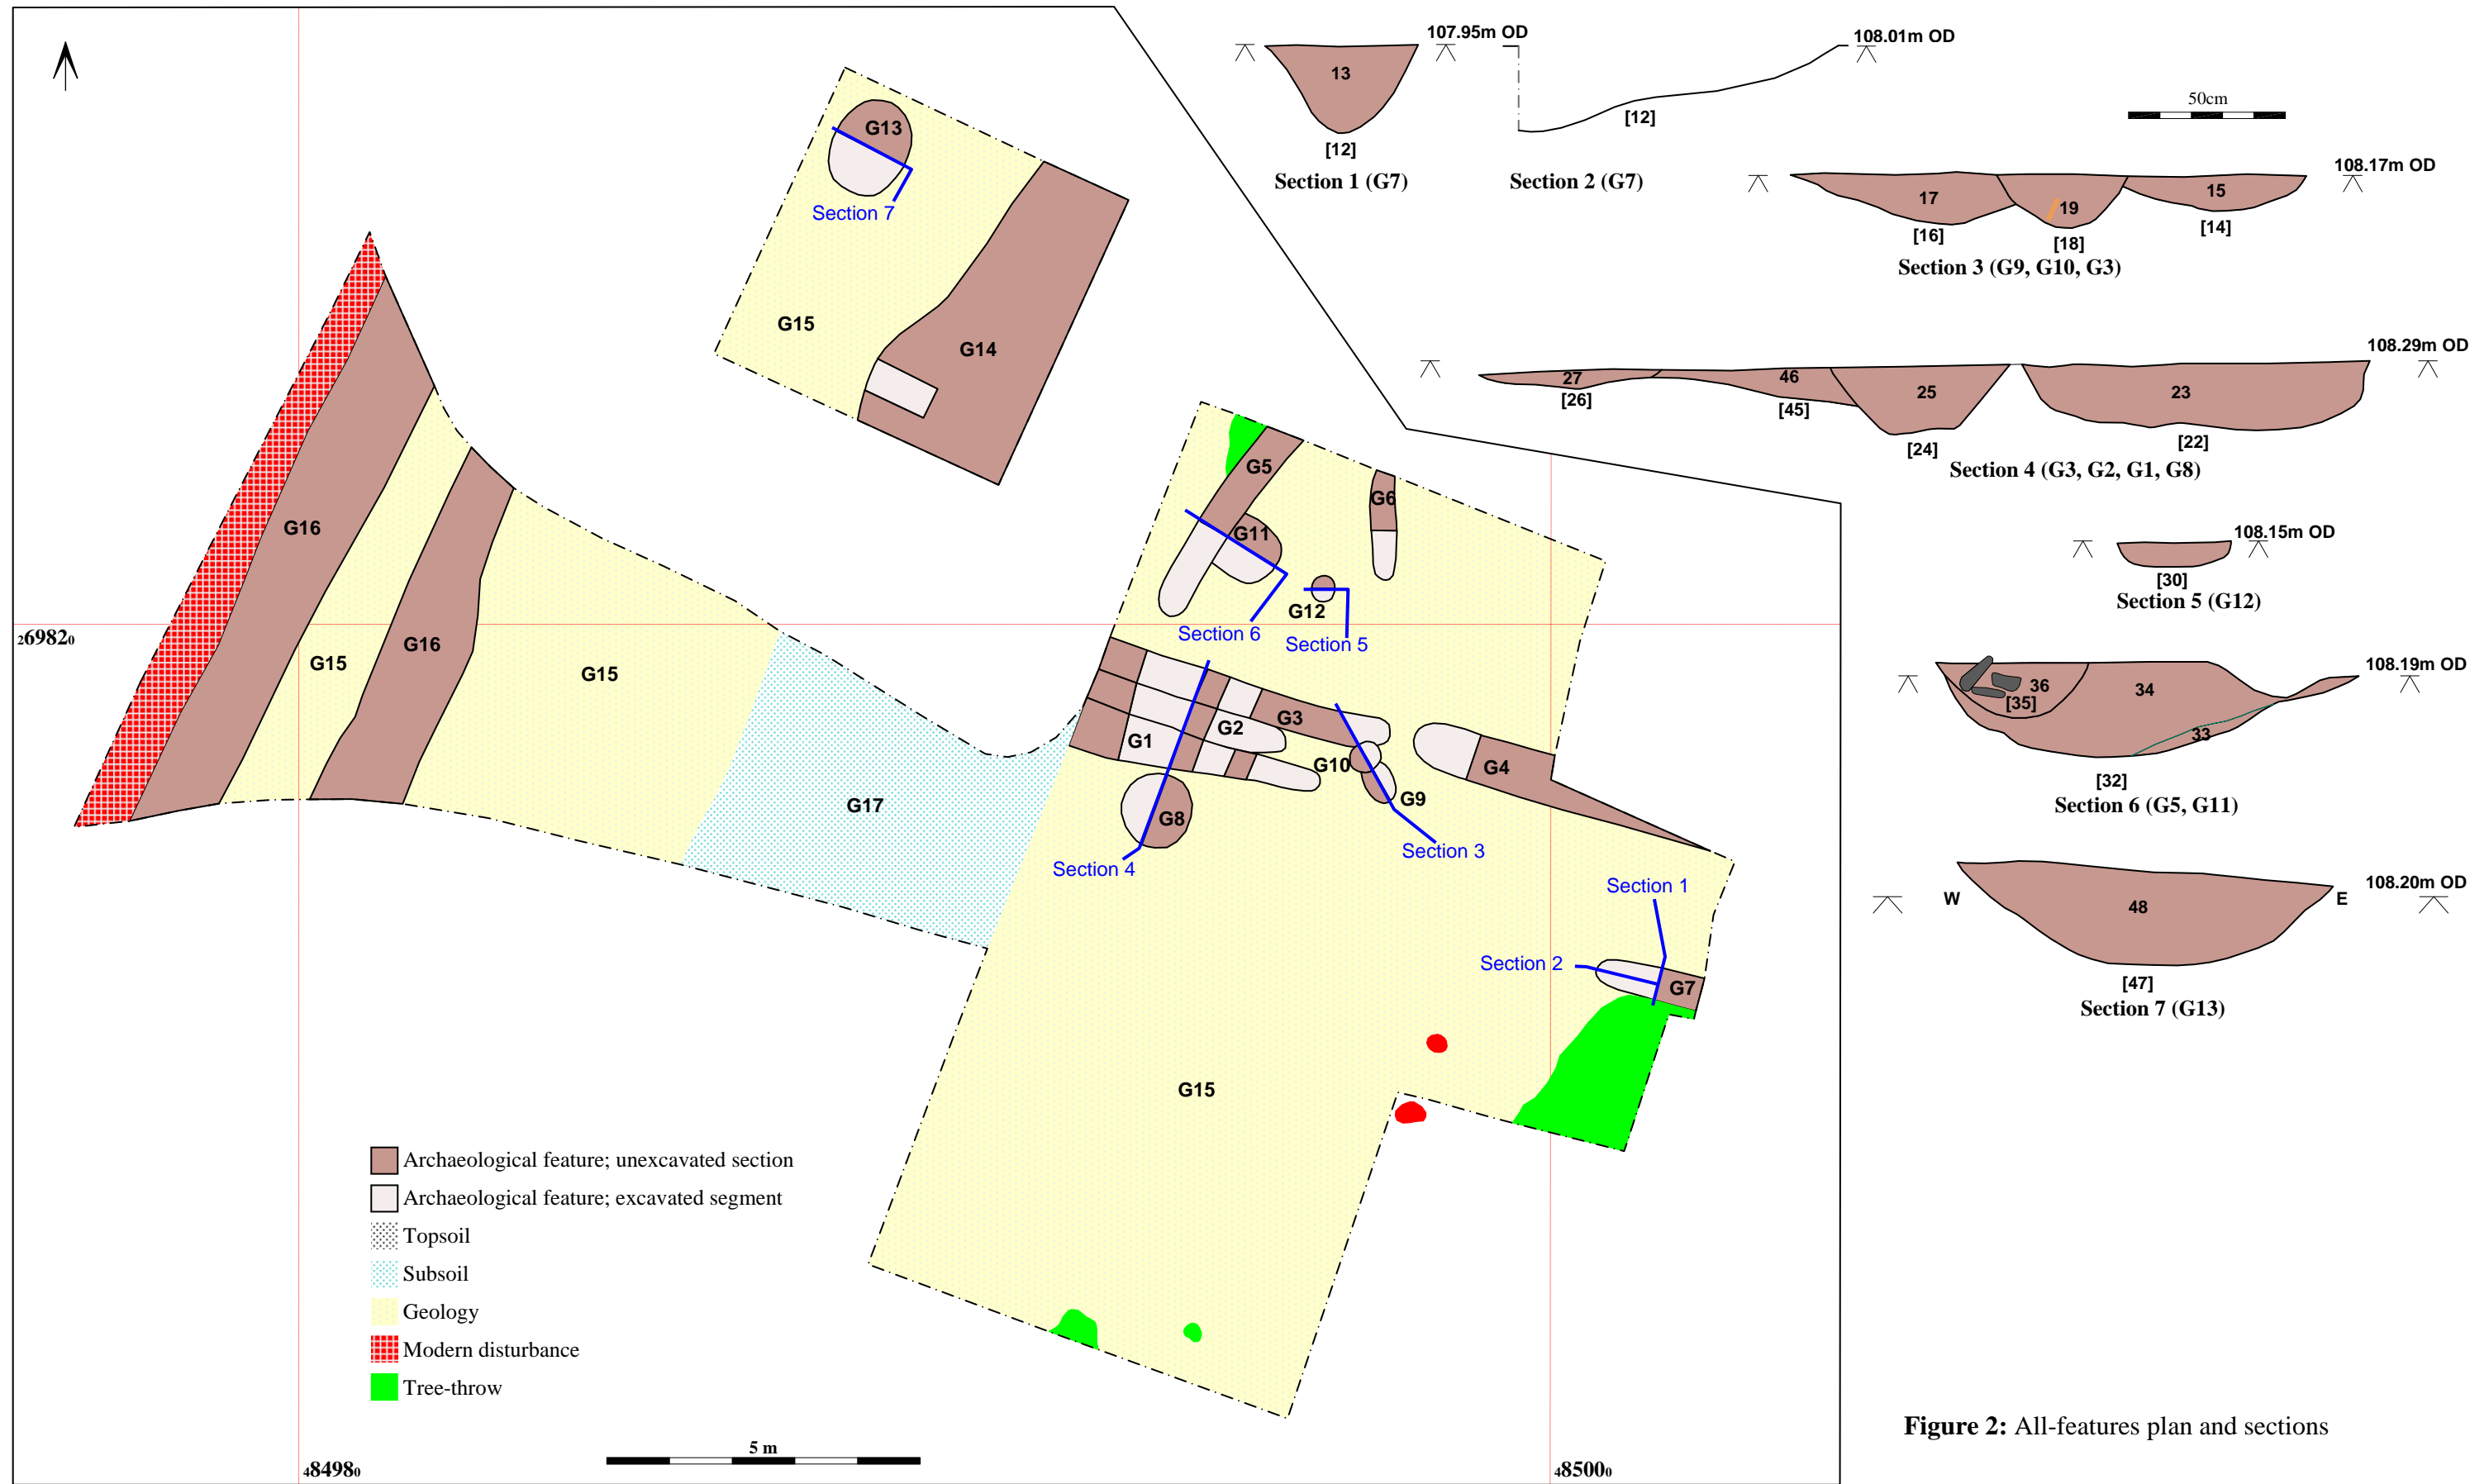 107.95m OD
108.01m OD
13
[12]
[12]
Section 1 (G7)
Section 2 (G7)
50cm
108.17m OD
17
19
15
[16]
[18]
[14]
Section 3 (G9, G10, G3)
108.29m OD
27
46
25
23
[26]
[45]
[24]
[22]
Section 4 (G3, G2, G1, G8)
108.15m OD
[30]
Section 5 (G12)
108.19m OD
36
34
[35]
33
[32]
Section 6 (G5, G11)
108.20m OD
W
E
48
[47]
Section 7 (G13)
G13
Section 7
G15
G14
G16
G5
G6
G11
G12
Section 6
Section 5
269820
G15
G16
G15
G3
G2
G1
G10
G4
G9
G17
G8
Section 4
Section 3
Section 1
Section 2
G7
G15
Archaeological feature; unexcavated section
Archaeological feature; excavated segment
Topsoil
Subsoil
Geology
Modern disturbance
Tree-throw
5 m
484980
485000
Figure 2: All-features plan and sections